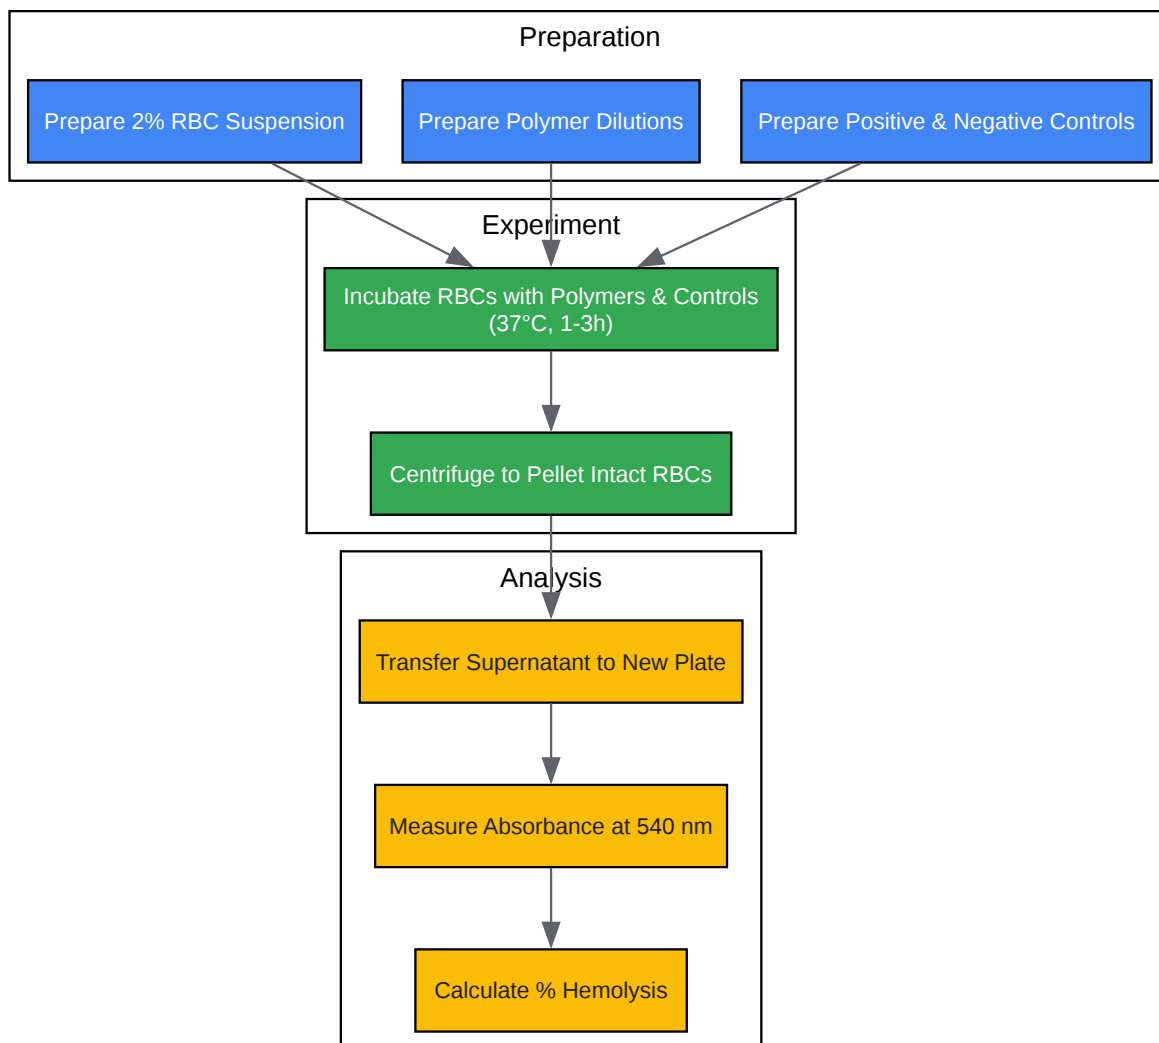 Preparation
Prepare 2% RBC Suspension
Prepare Polymer Dilutions
Prepare Positive & Negative Controls
Experiment
Incubate RBCs with Polymers & Controls
(37°C, 1-3h)
Centrifuge to Pellet Intact RBCs
Analysis
Transfer Supernatant to New Plate
Measure Absorbance at 540 nm
Calculate % Hemolysis